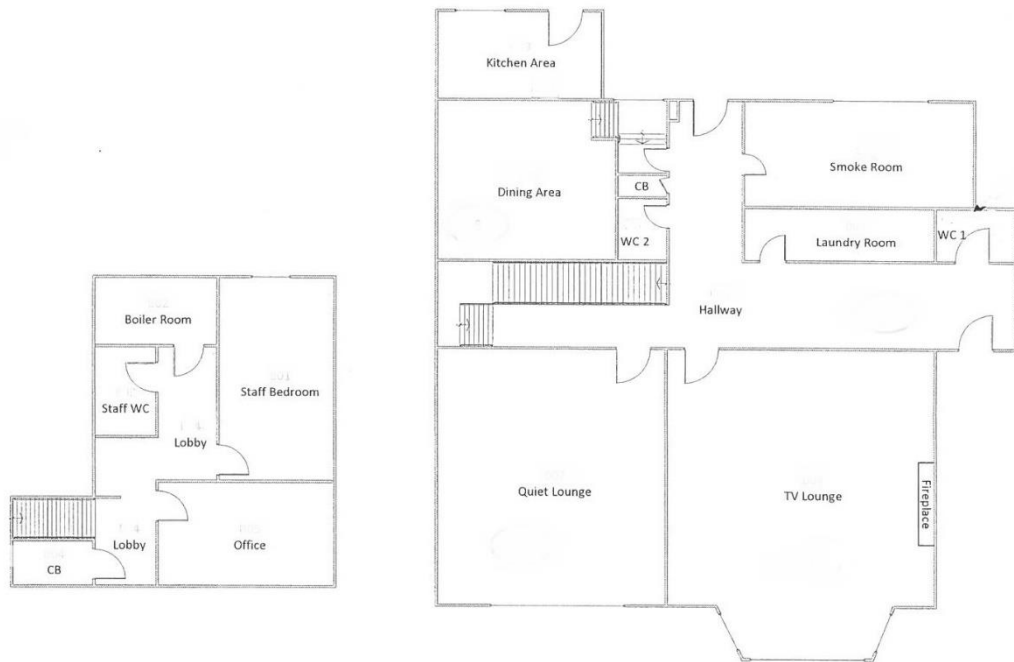 Kitchen Area
Dining Area
CB
WC 2
Smoke Room
Laundry Room
WC 1
Hallway
Quiet Lounge
TV Lounge
Fireplace
Boiler Room
Staff WC
Staff Bedroom
Lobby
Lobby
Office
CB